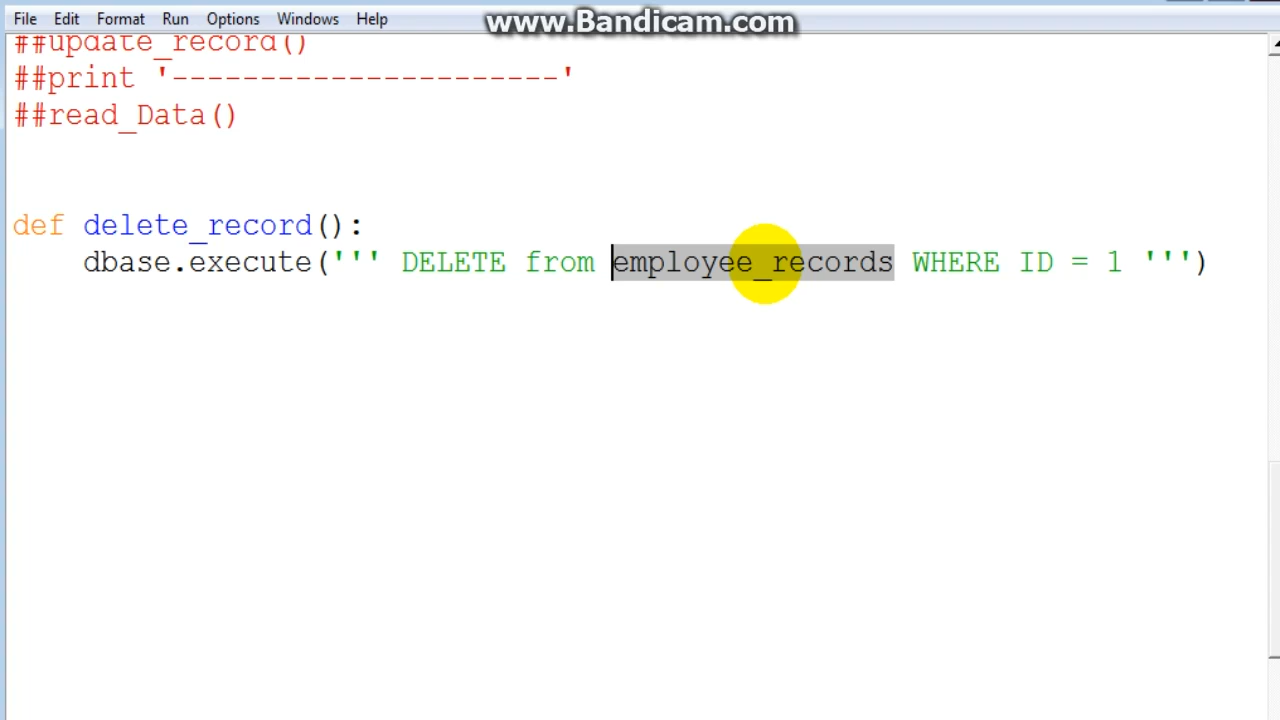 www.Bandicam.com
File Edit Format Run Options Windows Help
##update_record()
##print '----------------------'
##read_Data()
def delete_record():
    dbase.execute(''' DELETE from employee_records WHERE ID = 1 ''')